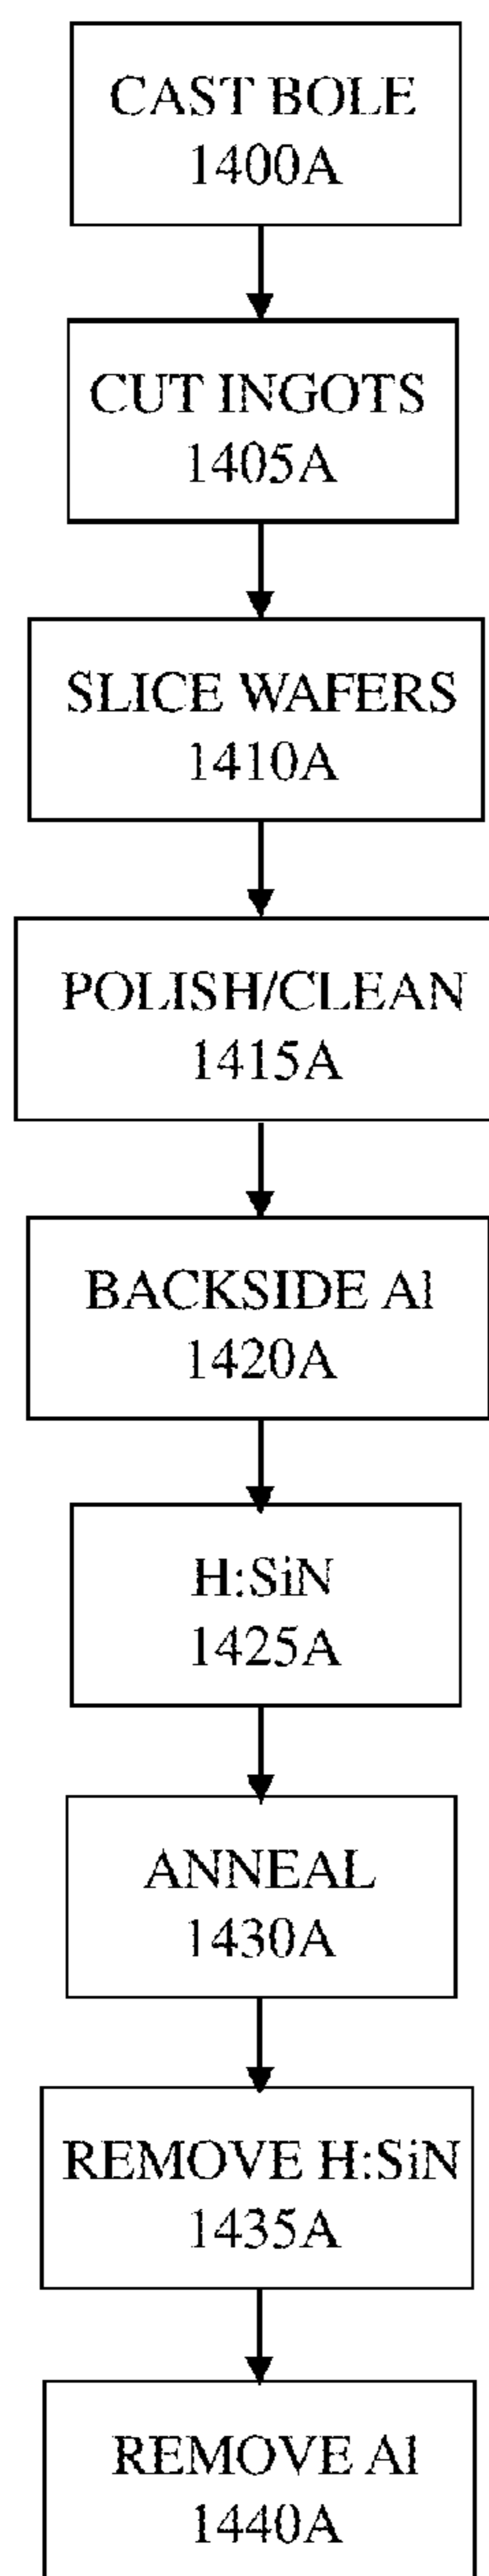 CAST BOLE
1400A
CUT INGOTS
1405A
SLICE WAFERS
1410A
POLISH/CLEAN
1415A
BACKSIDE Al
1420A
H:SiN
1425A
ANNEAL
1430A
REMOVE H:SiN
1435A
REMOVE Al
1440A